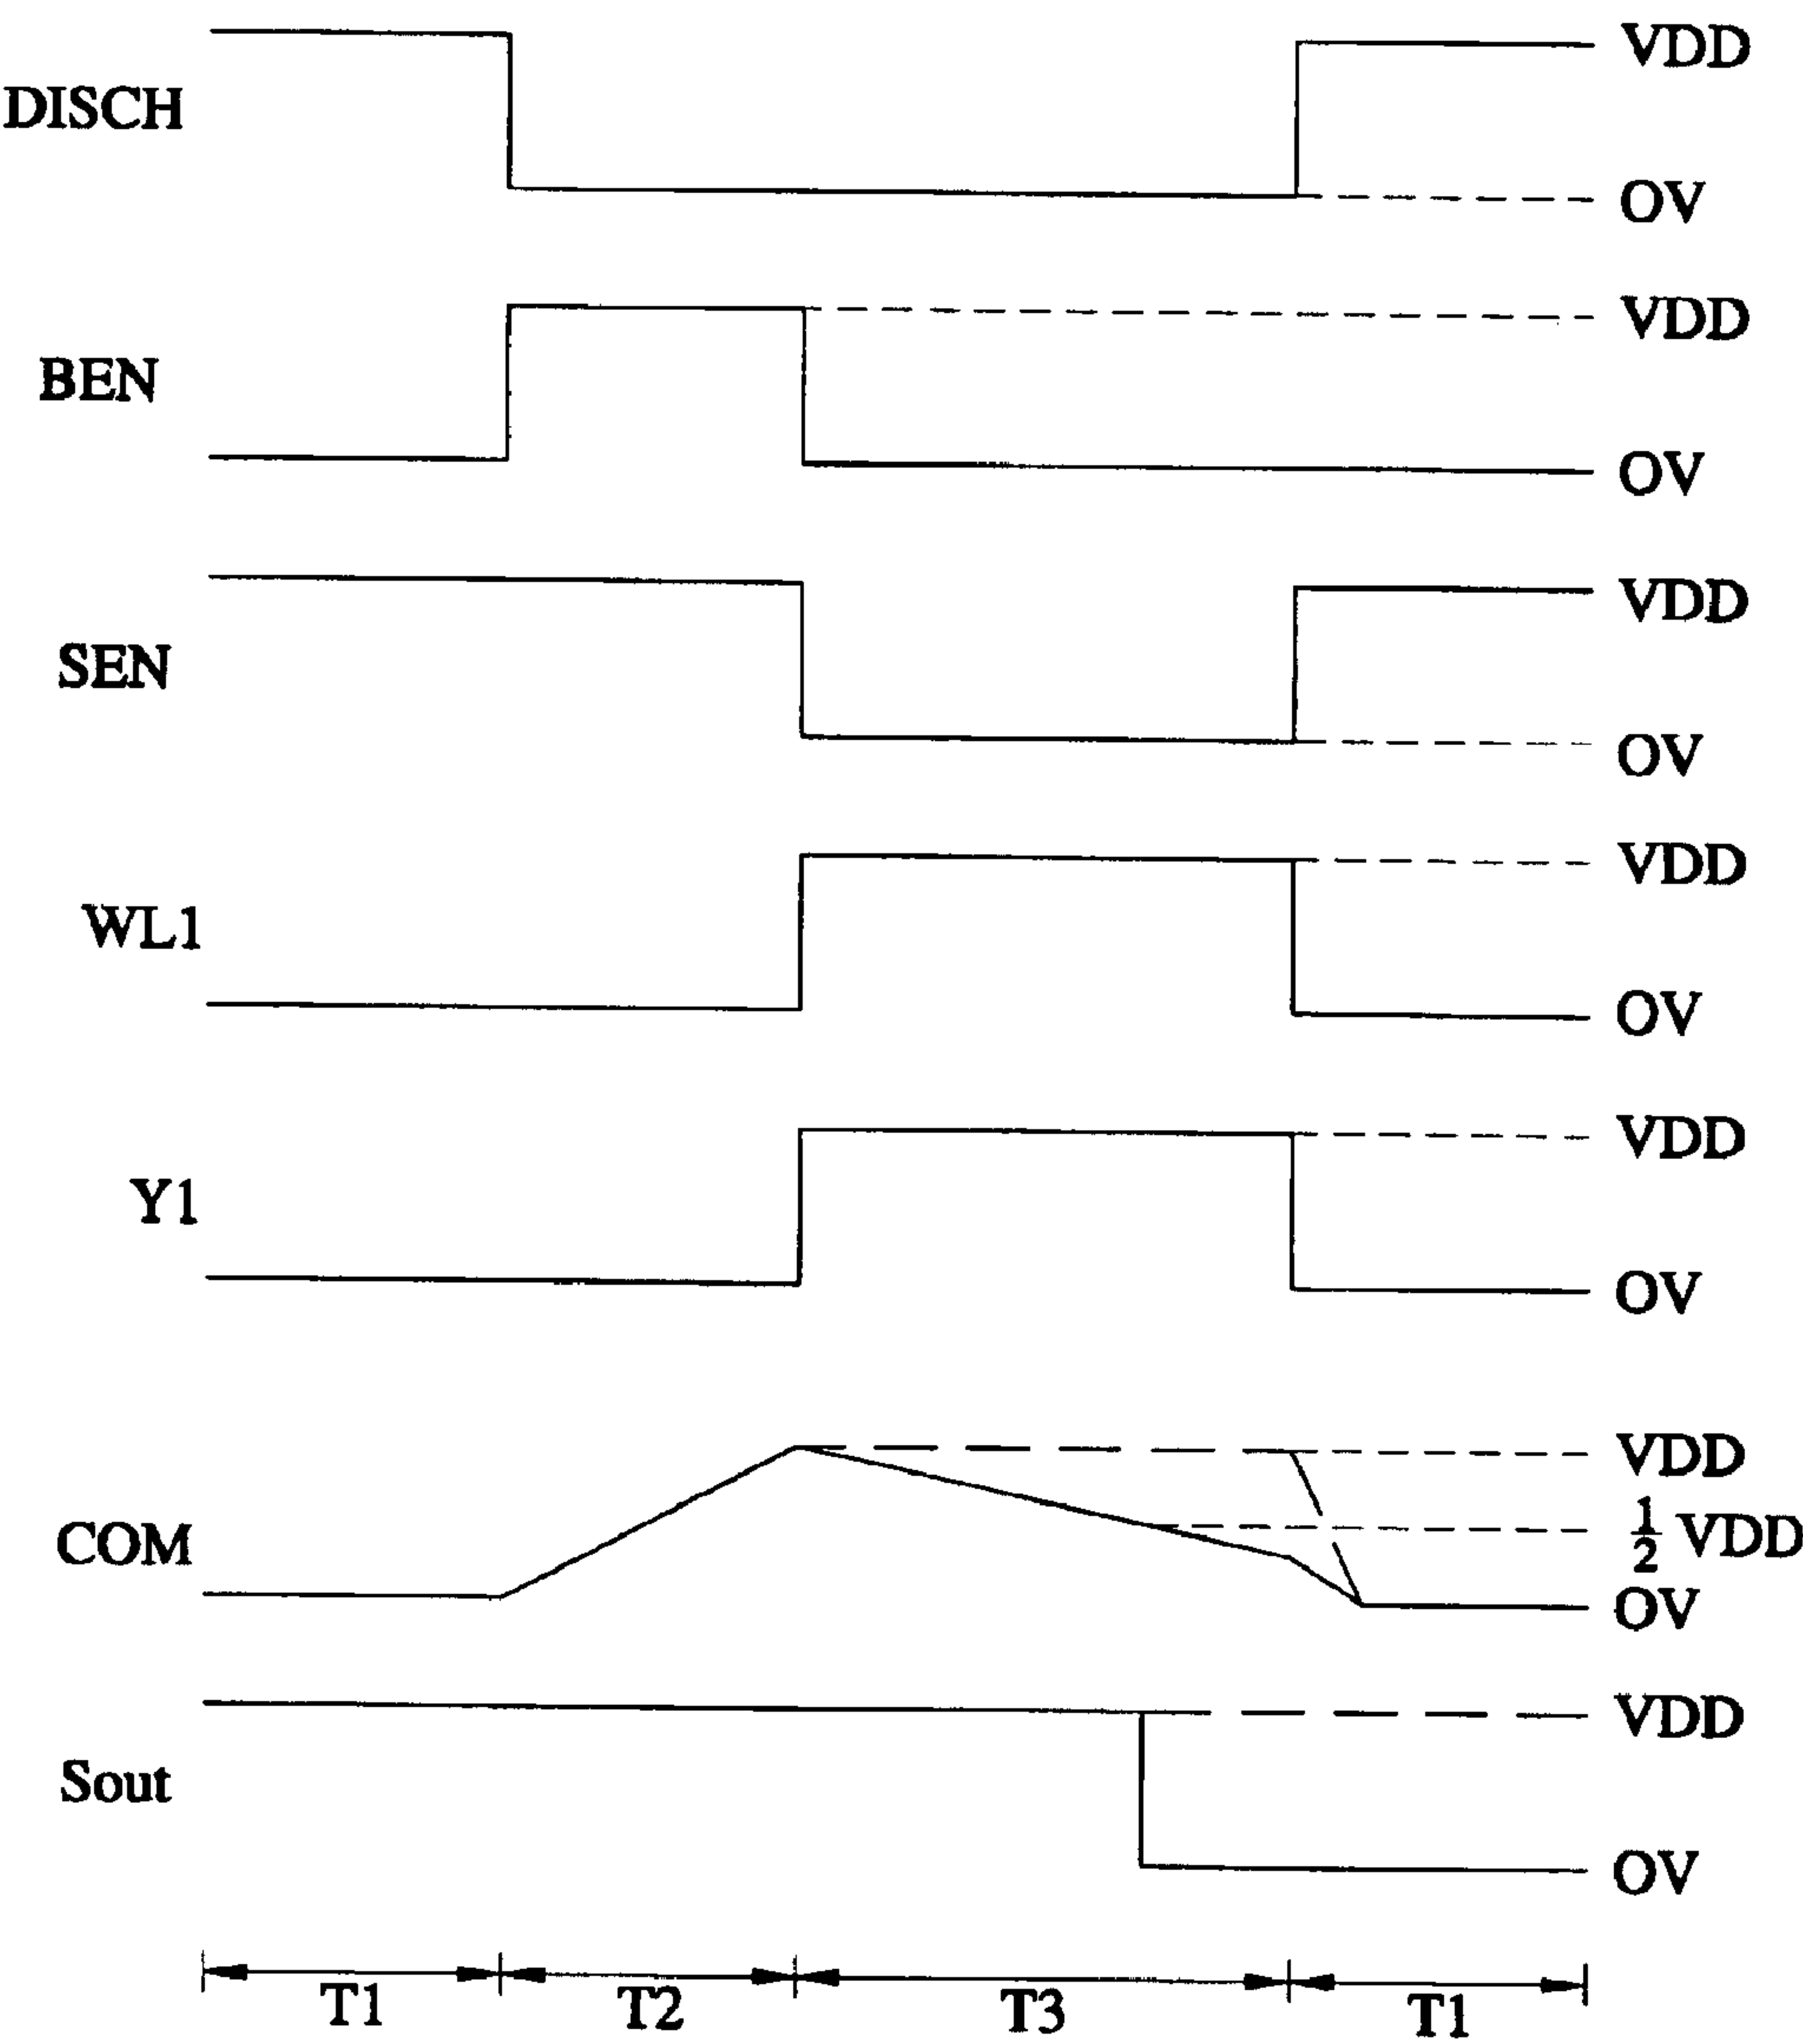 VDD
DISCH
OV
VDD
BEN
OV
VDD
SEN
OV
VDD
WL1
OV
VDD
Y1
OV
VDD
COM
1/2 VDD
OV
VDD
Sout
OV
T1 T2 T3 T1